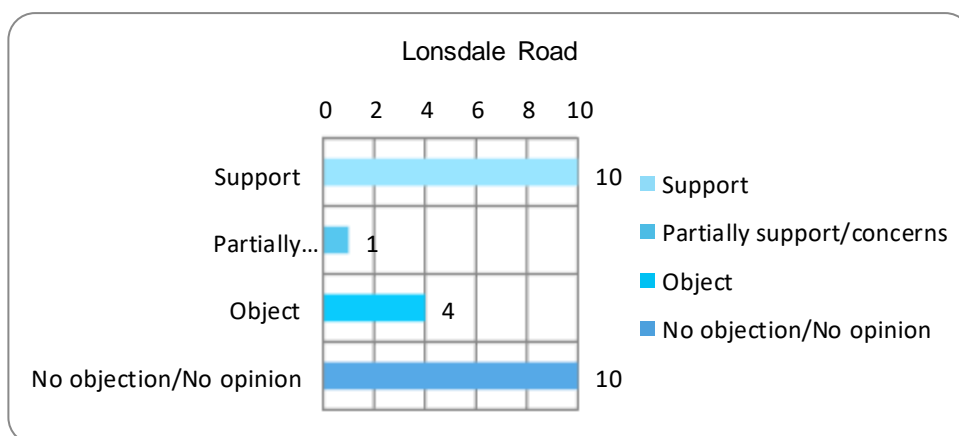 Lonsdale Road
0 2 4 6 8 10
Support 10
Partially... 1
Object 4
No objection/No opinion 10
Support
Partially support/concerns
Object
No objection/No opinion